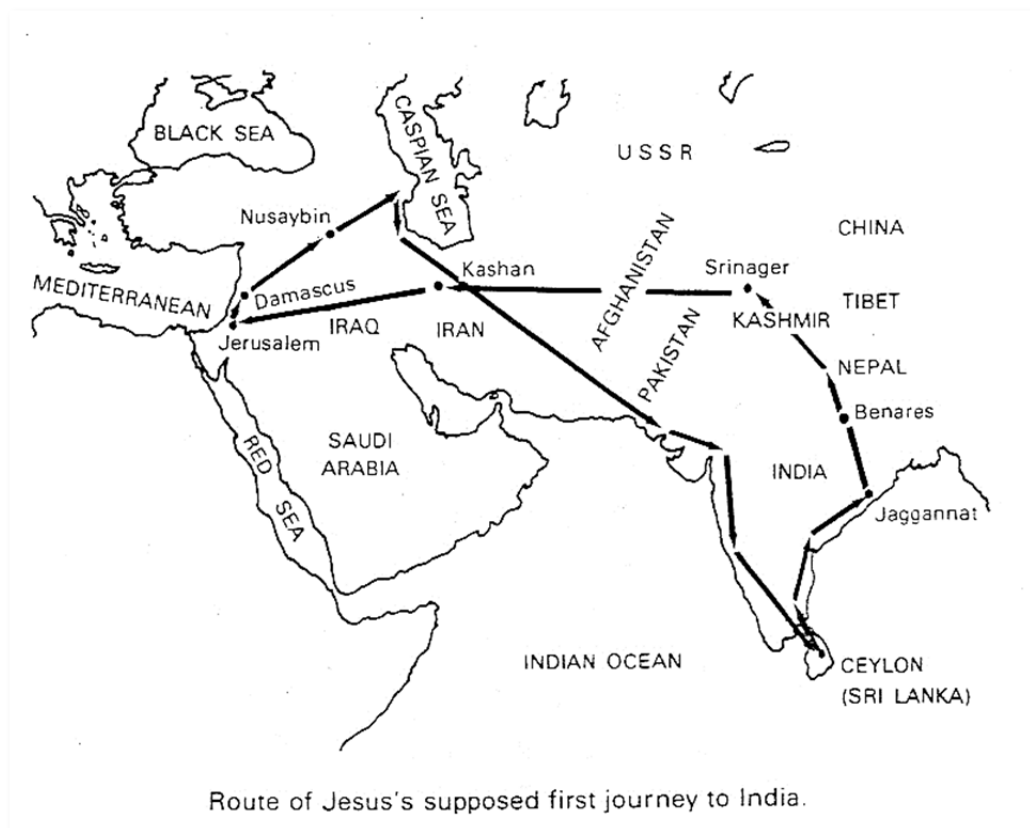 BLACK SEA
CASPIAN SEA
USSR
Nusaybin
CHINA
MEDITERRANEAN
Damascus
Kashan
AFGHANISTAN
Srinager
TIBET
Jerusalem
IRAQ
IRAN
KASHMIR
PAKISTAN
NEPAL
Benares
RED SEA
SAUDI
ARABIA
INDIA
Jaggannat
INDIAN OCEAN
CEYLON
(SRI LANKA)
Route of Jesus's supposed first journey to India.